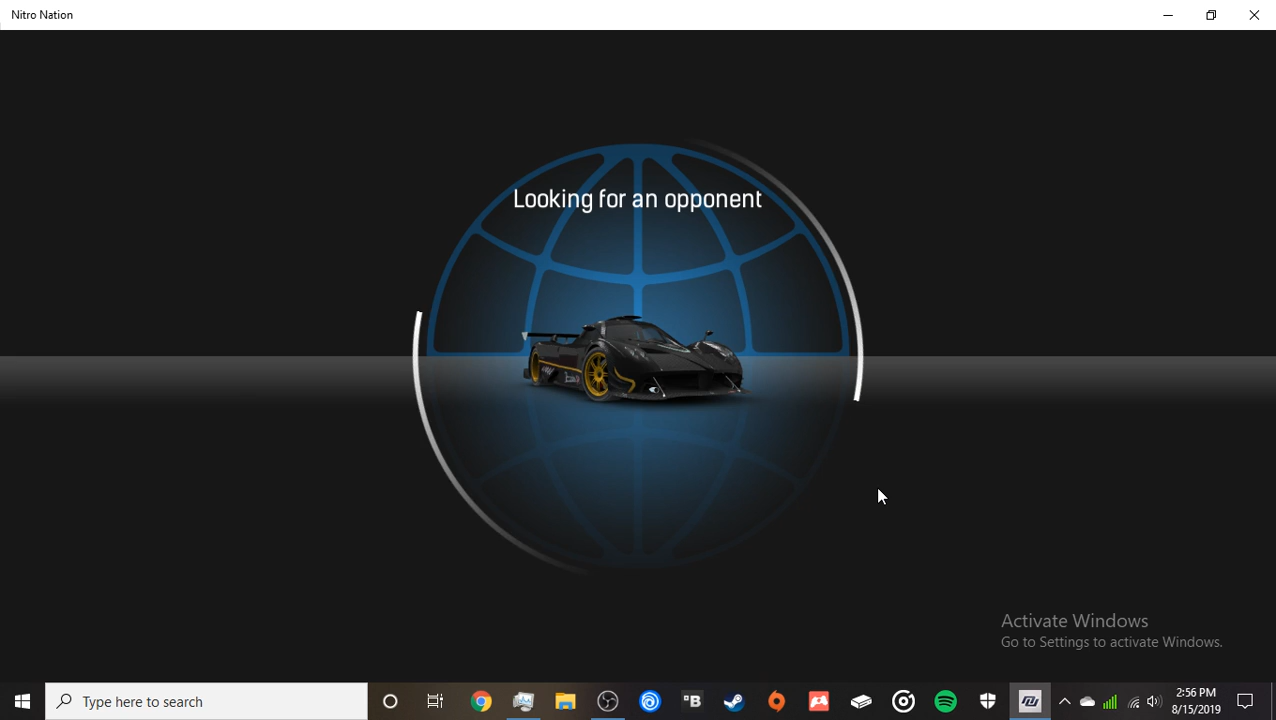 Nitro Nation
Looking for an opponent
Activate Windows
Go to Settings to activate Windows.
Type here to search
B
2:56 PM
8/15/2019